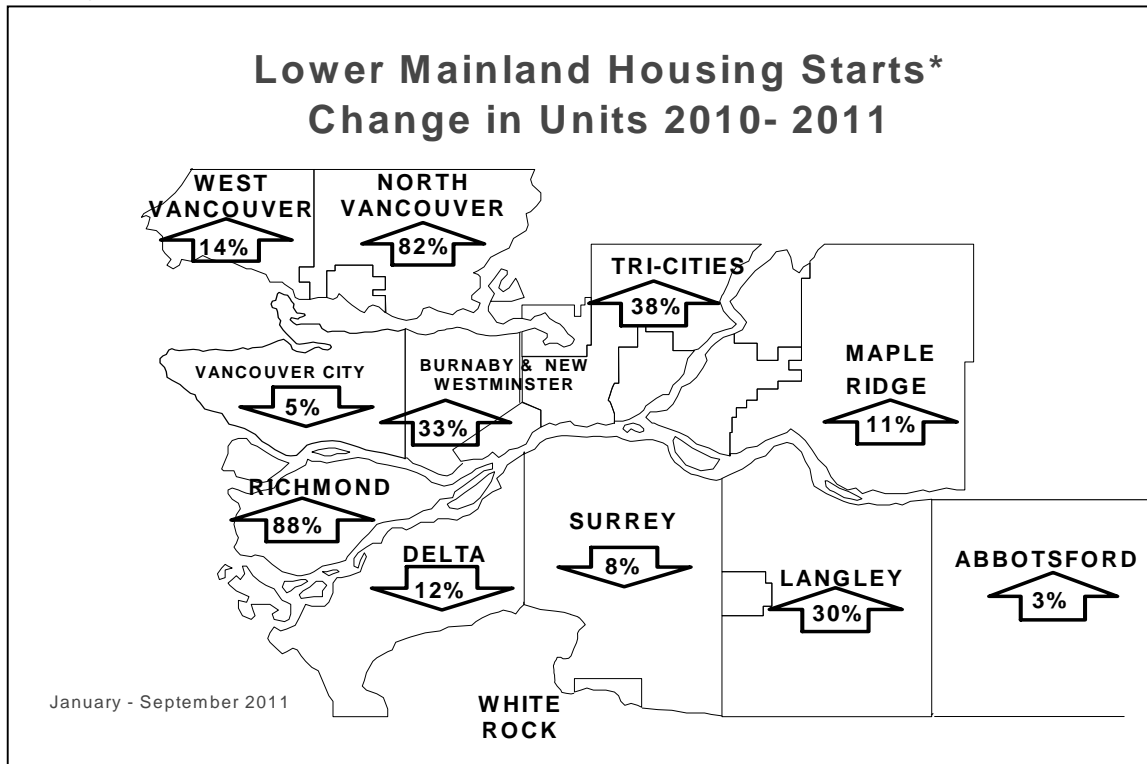 Lower Mainland Housing Starts*
Change in Units 2010- 2011
WEST
VANCOUVER
14%
NORTH
VANCOUVER
82%
TRI-CITIES
38%
VANCOUVER CITY
5%
BURNABY & NEW
WESTMINSTER
33%
MAPLE
RIDGE
11%
RICHMOND
88%
DELTA
12%
SURREY
8%
LANGLEY
30%
ABBOTSFORD
3%
WHITE
ROCK
January - September 2011